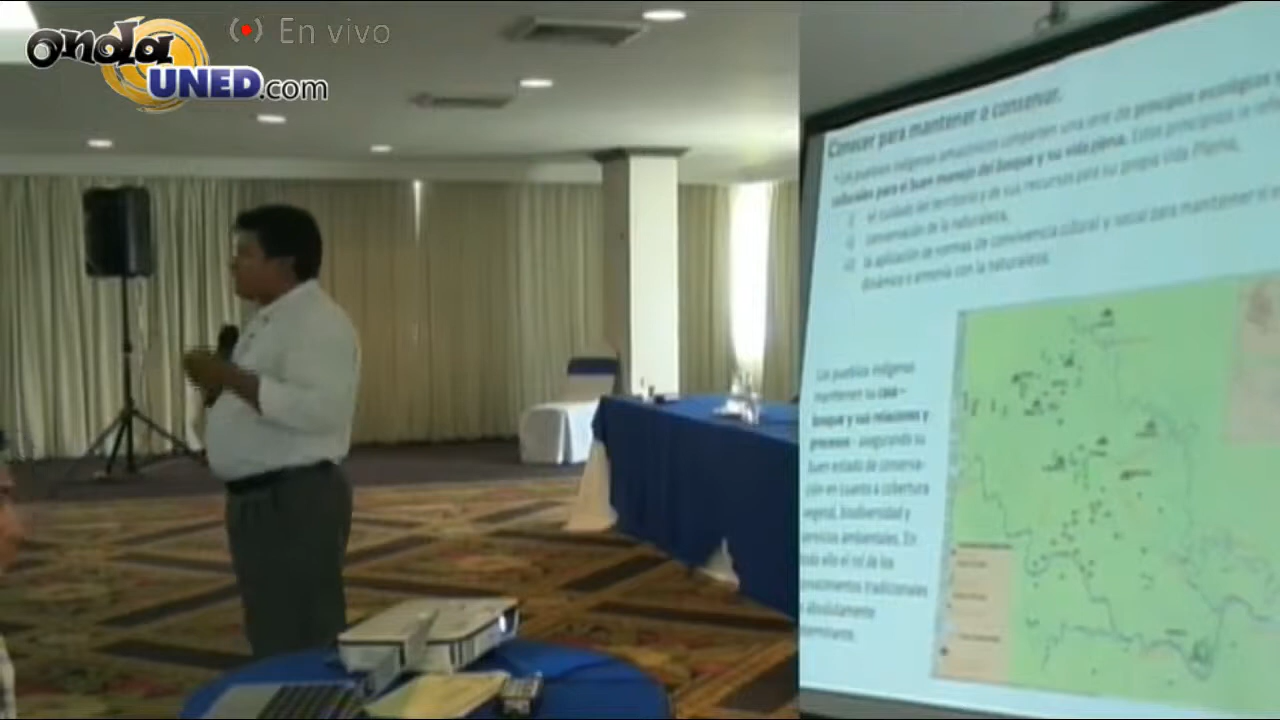 onda
UNED.com
En vivo
Conocer para mantener o conservar.
Los pueblos indígenas amazónicos comparten una serie de principios ecológicos y
culturales para el buen manejo del bosque y su vida plena. Estos principios se
i) el cuidado del territorio y de sus recursos para su propia Vida Plena,
ii) conservación de la naturaleza,
iii) la aplicación de normas de convivencia cultural y social para mantener
dinámica o armonía con la naturaleza.
Los pueblos indígenas
mantienen su casa –
bosque y sus relaciones y
procesos – asegurando su
buen estado de conserva-
ción en cuanto a cobertura
vegetal, biodiversidad y
servicios ambientales. En
todo ello el rol de los
conocimientos tradicionales
absolutamente